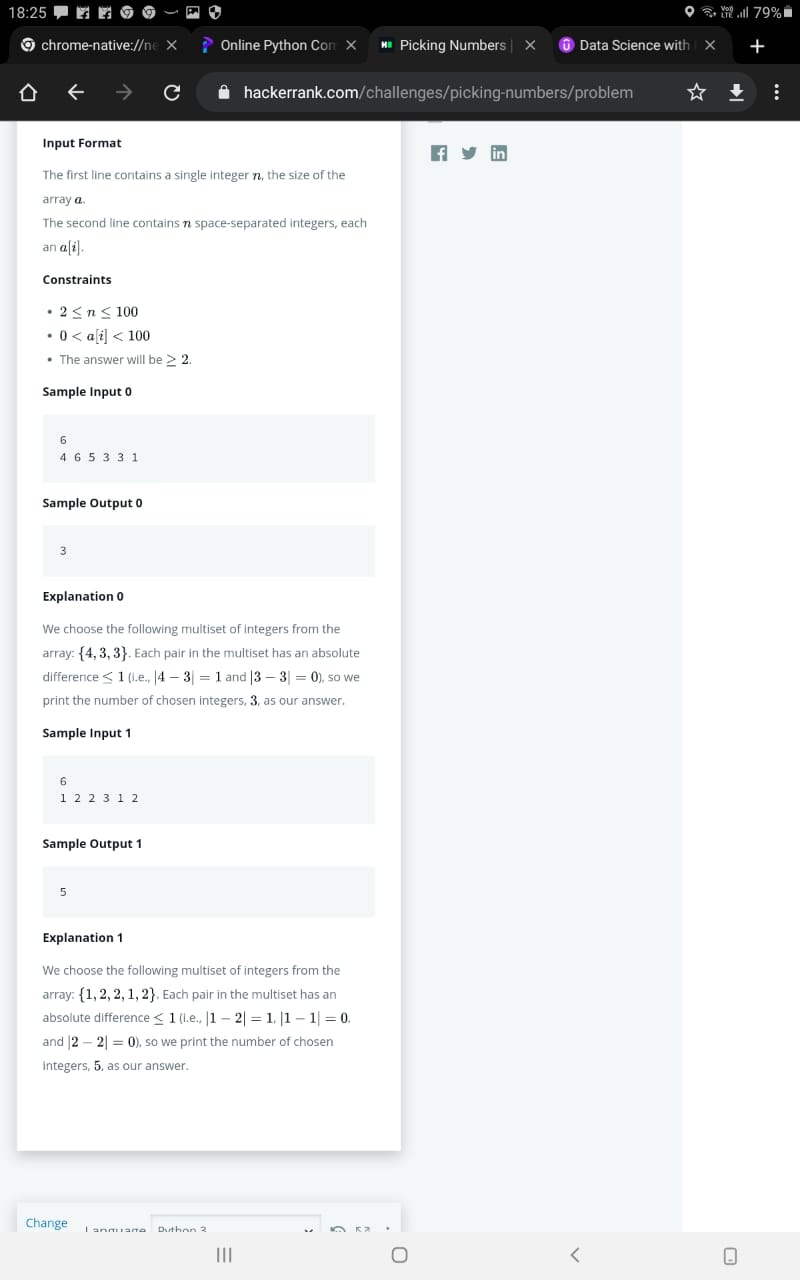 18:25 79%
chrome-native://ne Online Python Com Picking Numbers | Data Science with
hackerrank.com/challenges/picking-numbers/problem
Input Format
The first line contains a single integer n, the size of the
array a.
The second line contains n space-separated integers, each
an a[i].
Constraints
• 2 ≤ n ≤ 100
• 0 < a[i] < 100
• The answer will be ≥ 2.
Sample Input 0
6
4 6 5 3 3 1
Sample Output 0
3
Explanation 0
We choose the following multiset of integers from the
array: {4, 3, 3}. Each pair in the multiset has an absolute
difference ≤ 1 (i.e., |4 − 3| = 1 and |3 − 3| = 0), so we
print the number of chosen integers, 3, as our answer.
Sample Input 1
6
1 2 2 3 1 2
Sample Output 1
5
Explanation 1
We choose the following multiset of integers from the
array: {1, 2, 2, 1, 2}. Each pair in the multiset has an
absolute difference ≤ 1 (i.e., |1 − 2| = 1, |1 − 1| = 0,
and |2 − 2| = 0), so we print the number of chosen
integers, 5, as our answer.
Change Language Python 3